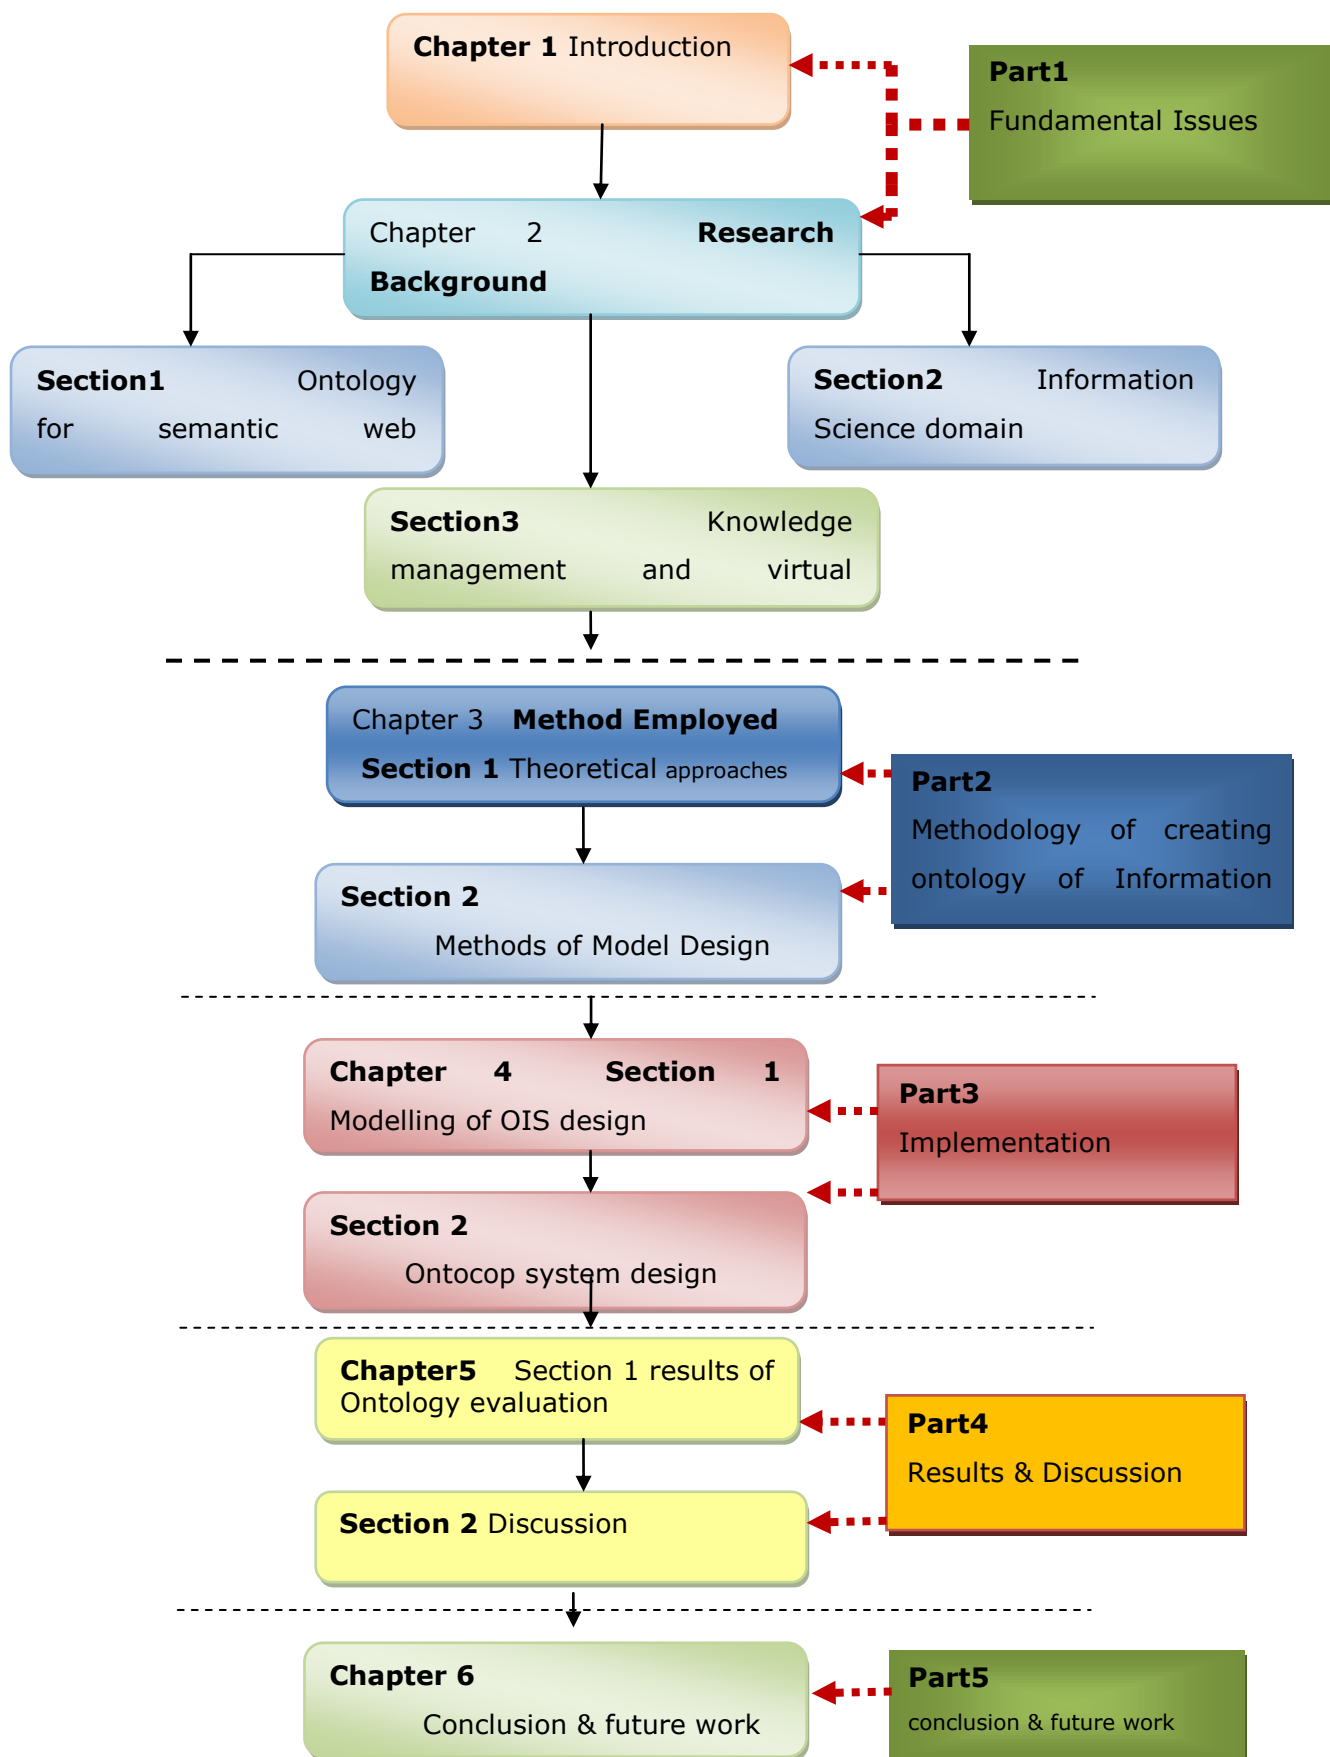 Chapter 1 Introduction
Part1
Fundamental Issues
Chapter 2 Research
Background
Section1 Ontology
for semantic web
Section2 Information
Science domain
Section3 Knowledge
management and virtual
Chapter 3 Method Employed
Section 1 Theoretical approaches
Part2
Methodology of creating
ontology of Information
Section 2
Methods of Model Design
Chapter 4 Section 1
Modelling of OIS design
Part3
Implementation
Section 2
Ontocop system design
Chapter5 Section 1 results of
Ontology evaluation
Part4
Results & Discussion
Section 2 Discussion
Chapter 6
Conclusion & future work
Part5
conclusion & future work